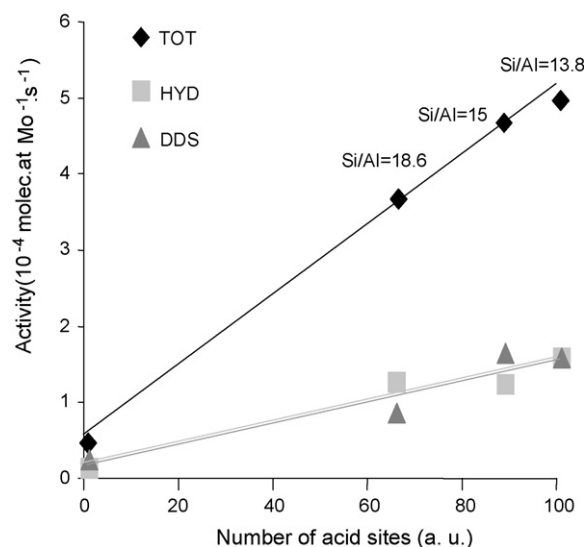 6
5
4
3
2
1
0
Activity(10⁻⁴ molec.at Mo⁻¹.s⁻¹)
TOT
HYD
DDS
Si/Al=13.8
Si/Al=15
Si/Al=18.6
0 20 40 60 80 100
Number of acid sites (a. u.)